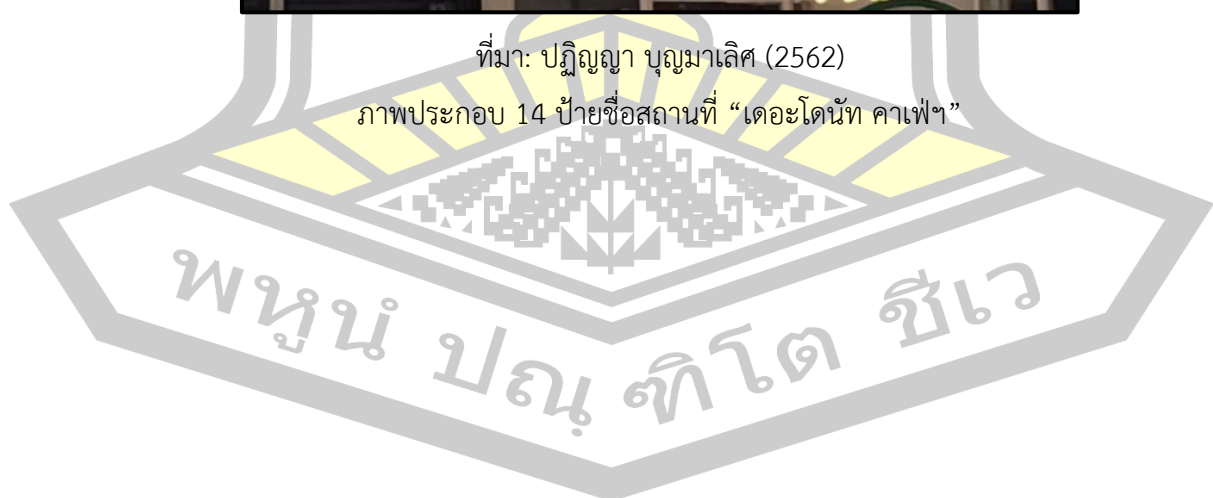 ที่มา: ปฏิญญา บุญมาเลิศ (2562)
ภาพประกอบ 14 ป้ายชื่อสถานที่ “เดอะโดนัท คาเฟ่ฯ”
พหูนํ ปณฺฑิโต ชีเว